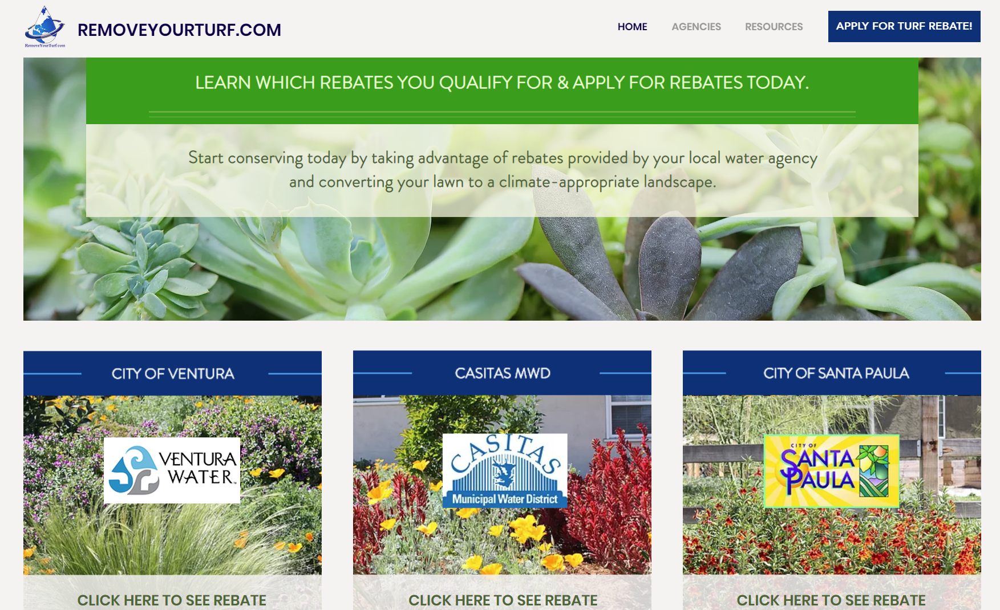 RemoveYourTurf.com
REMOVEYOURTURF.COM
HOME
AGENCIES
RESOURCES
APPLY FOR TURF REBATE!
LEARN WHICH REBATES YOU QUALIFY FOR & APPLY FOR REBATES TODAY.
Start conserving today by taking advantage of rebates provided by your local water agency
and converting your lawn to a climate-appropriate landscape.
CITY OF VENTURA
VENTURA
WATER™
CLICK HERE TO SEE REBATE
CASITAS MWD
CASITAS
Municipal Water District
CLICK HERE TO SEE REBATE
CITY OF SANTA PAULA
CITY OF
SANTA
PAULA
CLICK HERE TO SEE REBATE